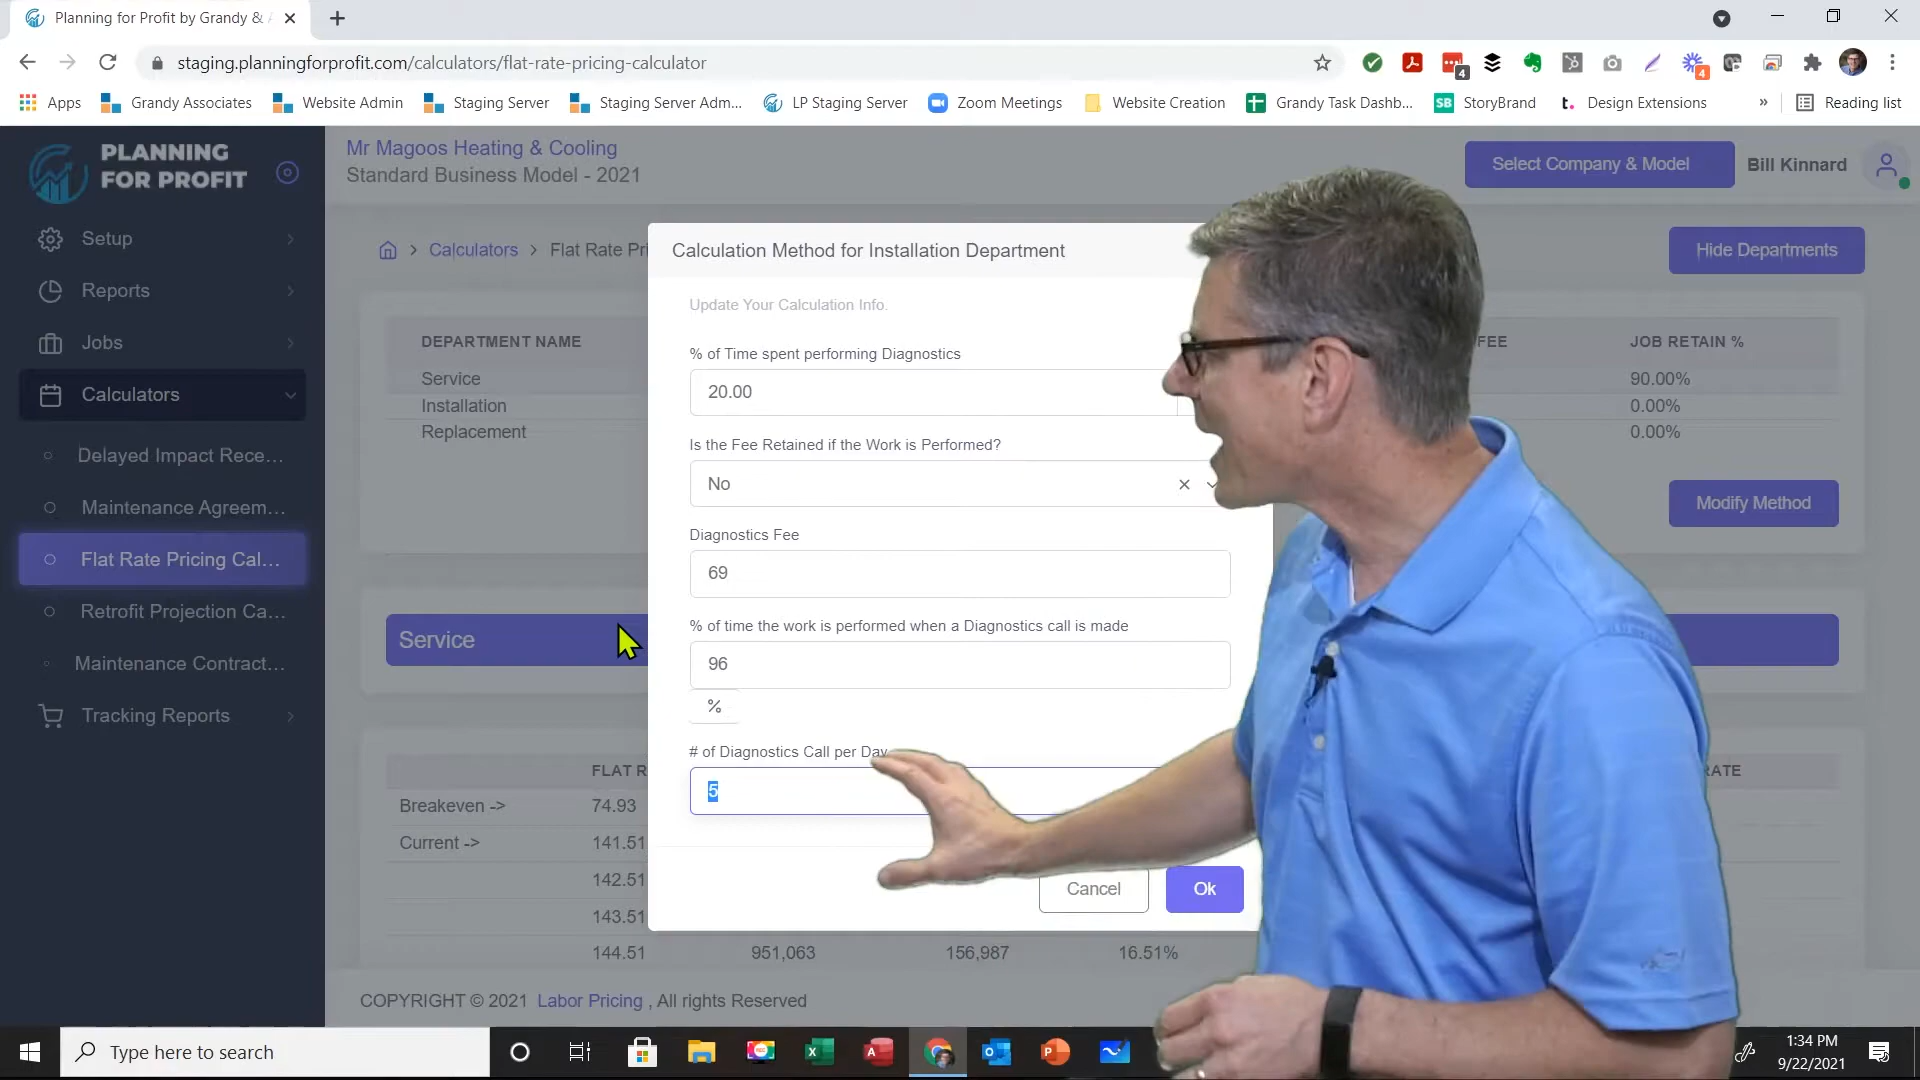 Planning for Profit by Grandy &
staging.planningforprofit.com/calculators/flat-rate-pricing-calculator
4
4
Apps
Grandy Associates
Website Admin
Staging Server
Staging Server Adm...
LP Staging Server
Zoom Meetings
Website Creation
Grandy Task Dashb...
SB
StoryBrand
t.
Design Extensions
»
Reading list
PLANNING
FOR PROFIT
Mr Magoos Heating & Cooling
Standard Business Model - 2021
Select Company & Model
Bill Kinnard
Setup
Reports
Jobs
Calculators
Delayed Impact Rece...
Maintenance Agreem...
Flat Rate Pricing Cal...
Retrofit Projection Ca...
Maintenance Contract...
Tracking Reports
Calculators
Flat Rate Pri
Hide Departments
DEPARTMENT NAME
FEE
JOB RETAIN %
Service
90.00%
Installation
0.00%
Replacement
0.00%
Modify Method
Calculation Method for Installation Department
Update Your Calculation Info.
% of Time spent performing Diagnostics
20.00
Is the Fee Retained if the Work is Performed?
No
Diagnostics Fee
69
% of time the work is performed when a Diagnostics call is made
96
%
# of Diagnostics Call per Day
5
Cancel
Ok
Service
FLAT R
RATE
Breakeven ->
74.93
Current ->
141.51
142.51
143.51
144.51
951,063
156,987
16.51%
COPYRIGHT © 2021 Labor Pricing , All rights Reserved
Type here to search
1:34 PM
9/22/2021